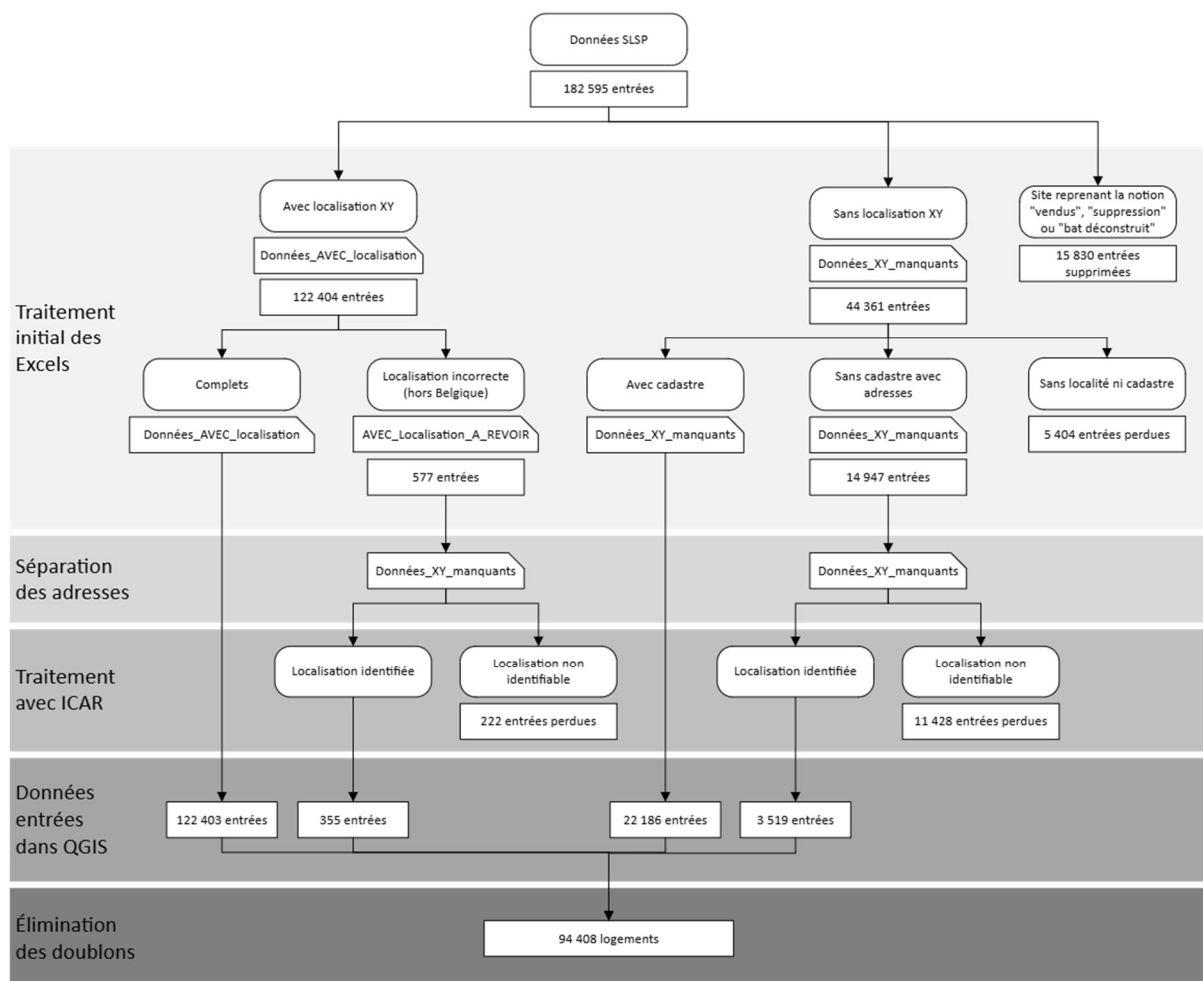 Données SLSP
182 595 entrées
Traitement
initial des
Excels
Avec localisation XY
Données_AVEC_localisation
122 404 entrées
Sans localisation XY
Données_XY_manquants
44 361 entrées
Site reprenant la notion
"vendus", "suppression"
ou "bat déconstruit"
15 830 entrées
supprimées
Complets
Données_AVEC_localisation
Localisation incorrecte
(hors Belgique)
AVEC_Localisation_A_REVOIR
577 entrées
Avec cadastre
Données_XY_manquants
Sans cadastre avec
adresses
Données_XY_manquants
14 947 entrées
Sans localité ni cadastre
5 404 entrées perdues
Séparation
des adresses
Données_XY_manquants
Données_XY_manquants
Traitement
avec ICAR
Localisation identifiée
Localisation non
identifiable
222 entrées perdues
Localisation identifiée
Localisation non
identifiable
11 428 entrées perdues
Données
entrées
dans QGIS
122 403 entrées
355 entrées
22 186 entrées
3 519 entrées
Élimination
des doublons
94 408 logements